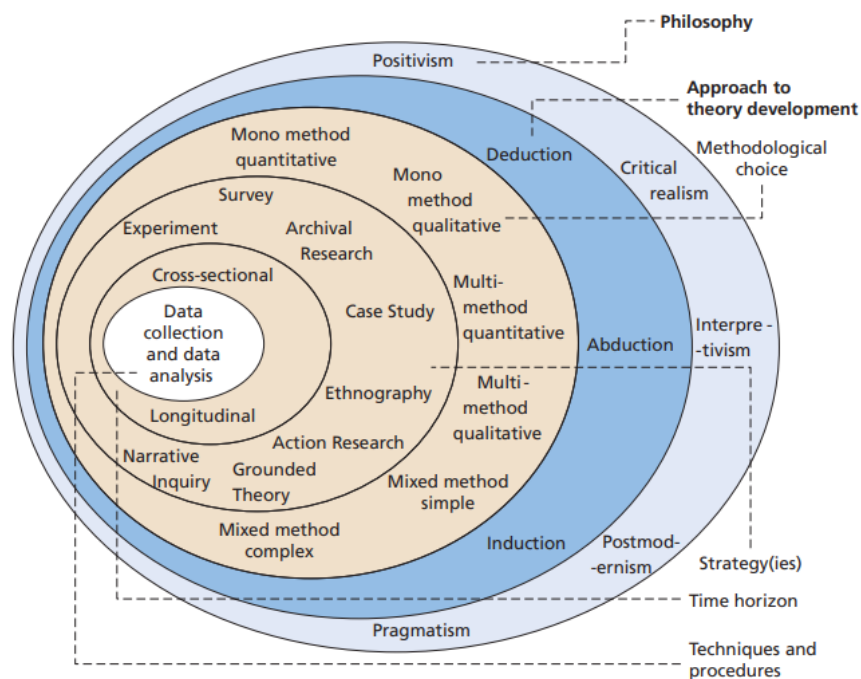 Philosophy
Positivism
Approach to
theory development
Mono method
quantitative
Deduction
Methodological
choice
Critical
realism
Mono
method
qualitative
Survey
Experiment
Archival
Research
Cross-sectional
Multi-
method
quantitative
Data
collection
and data
analysis
Case Study
Abduction
Interpre -
-tivism
Multi -
method
qualitative
Ethnography
Longitudinal
Action Research
Narrative
Inquiry
Grounded
Theory
Mixed method
simple
Mixed method
complex
Induction
Postmod-
-ernism
Strategy(ies)
Time horizon
Pragmatism
Techniques and
procedures